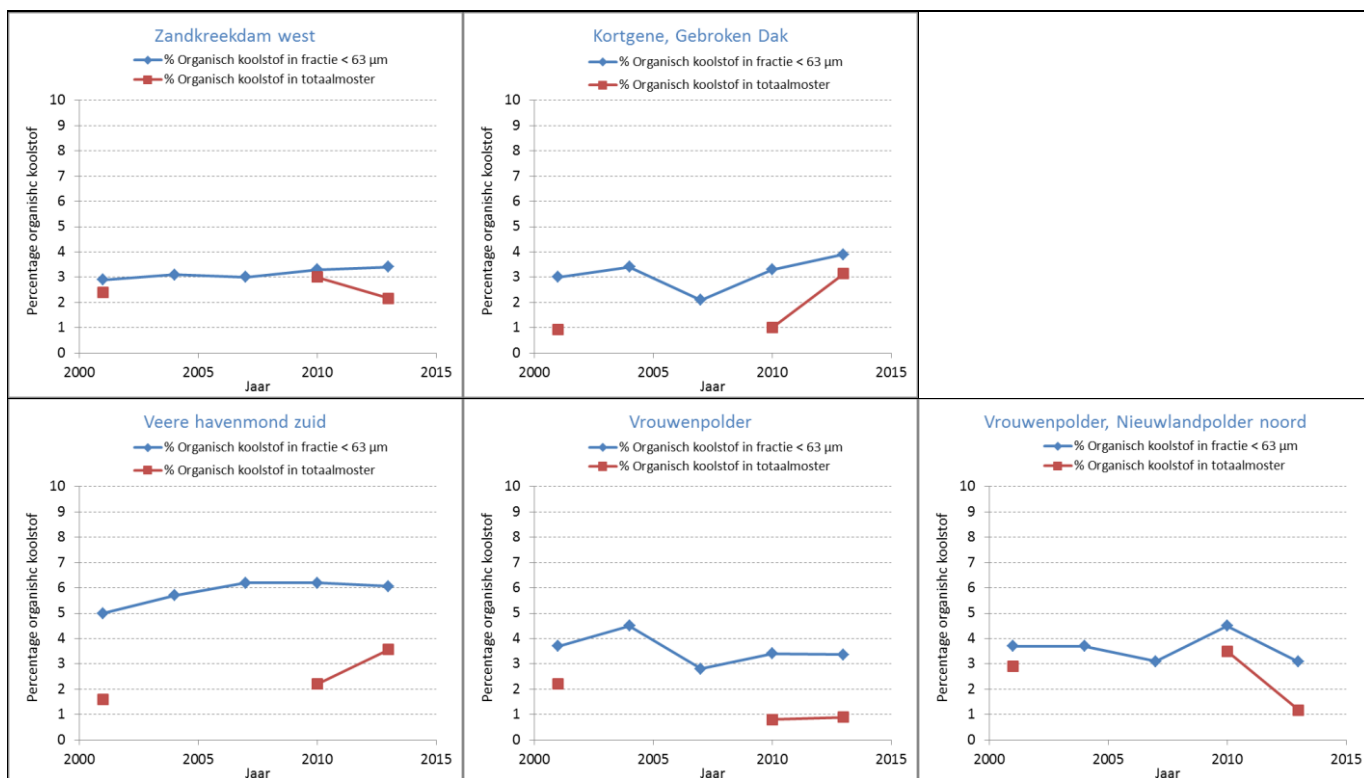 Zandkreekdam west
% Organisch koolstof in fractie < 63 µm
% Organisch koolstof in totaalmoster
Percentage organishc koolstof
10
9
8
7
6
5
4
3
2
1
0
2000 2005 2010 2015
Jaar
Kortgene, Gebroken Dak
% Organisch koolstof in fractie < 63 µm
% Organisch koolstof in totaalmoster
Percentage organishc koolstof
10
9
8
7
6
5
4
3
2
1
0
2000 2005 2010 2015
Jaar
Veere havenmond zuid
% Organisch koolstof in fractie < 63 µm
% Organisch koolstof in totaalmoster
Percentage organishc koolstof
10
9
8
7
6
5
4
3
2
1
0
2000 2005 2010 2015
Jaar
Vrouwenpolder
% Organisch koolstof in fractie < 63 µm
% Organisch koolstof in totaalmoster
Percentage organishc koolstof
10
9
8
7
6
5
4
3
2
1
0
2000 2005 2010 2015
Jaar
Vrouwenpolder, Nieuwlandpolder noord
% Organisch koolstof in fractie < 63 µm
% Organisch koolstof in totaalmoster
Percentage organishc koolstof
10
9
8
7
6
5
4
3
2
1
0
2000 2005 2010 2015
Jaar